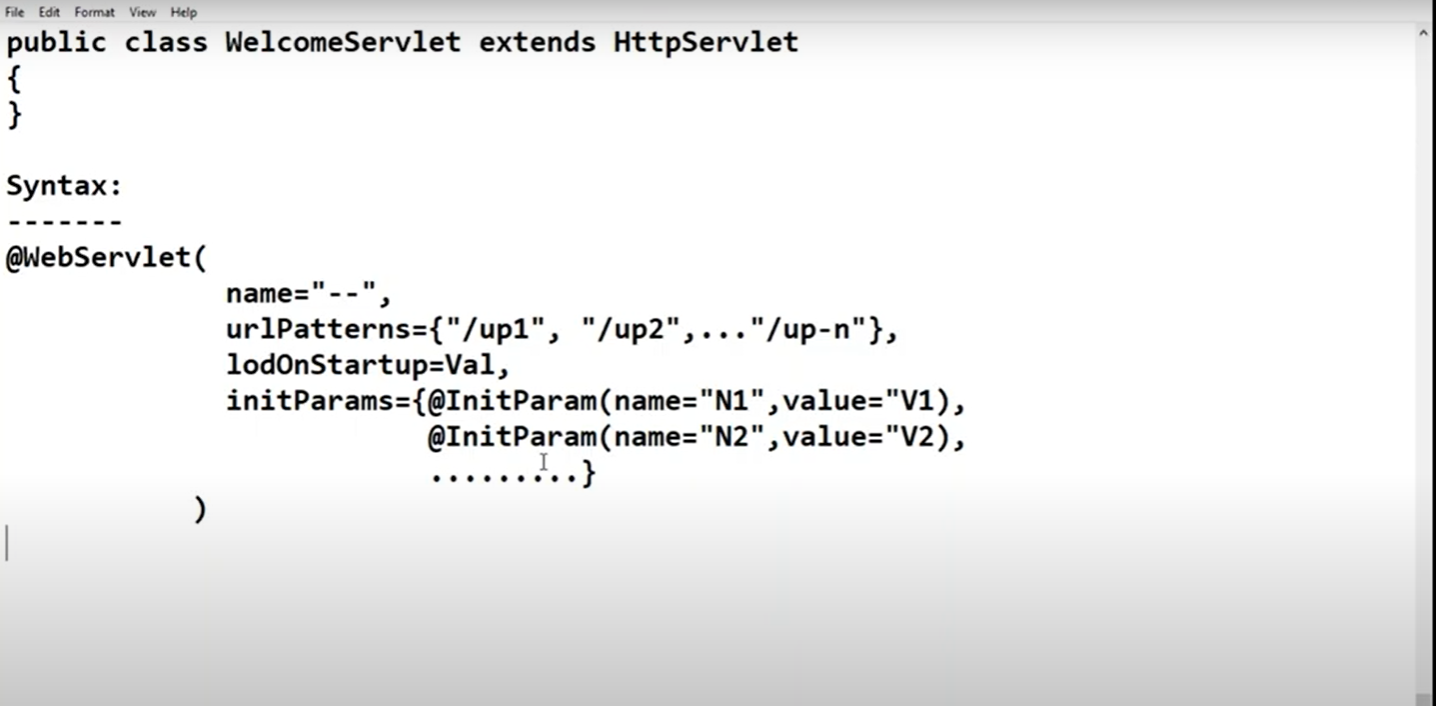 File Edit Format View Help
public class WelcomeServlet extends HttpServlet
{
}
Syntax:
-------
@WebServlet(
name="--",
urlPatterns={"/up1", "/up2",..."/up-n"},
lodOnStartup=Val,
initParams={@InitParam(name="N1",value="V1),
@InitParam(name="N2",value="V2),
.........}
)